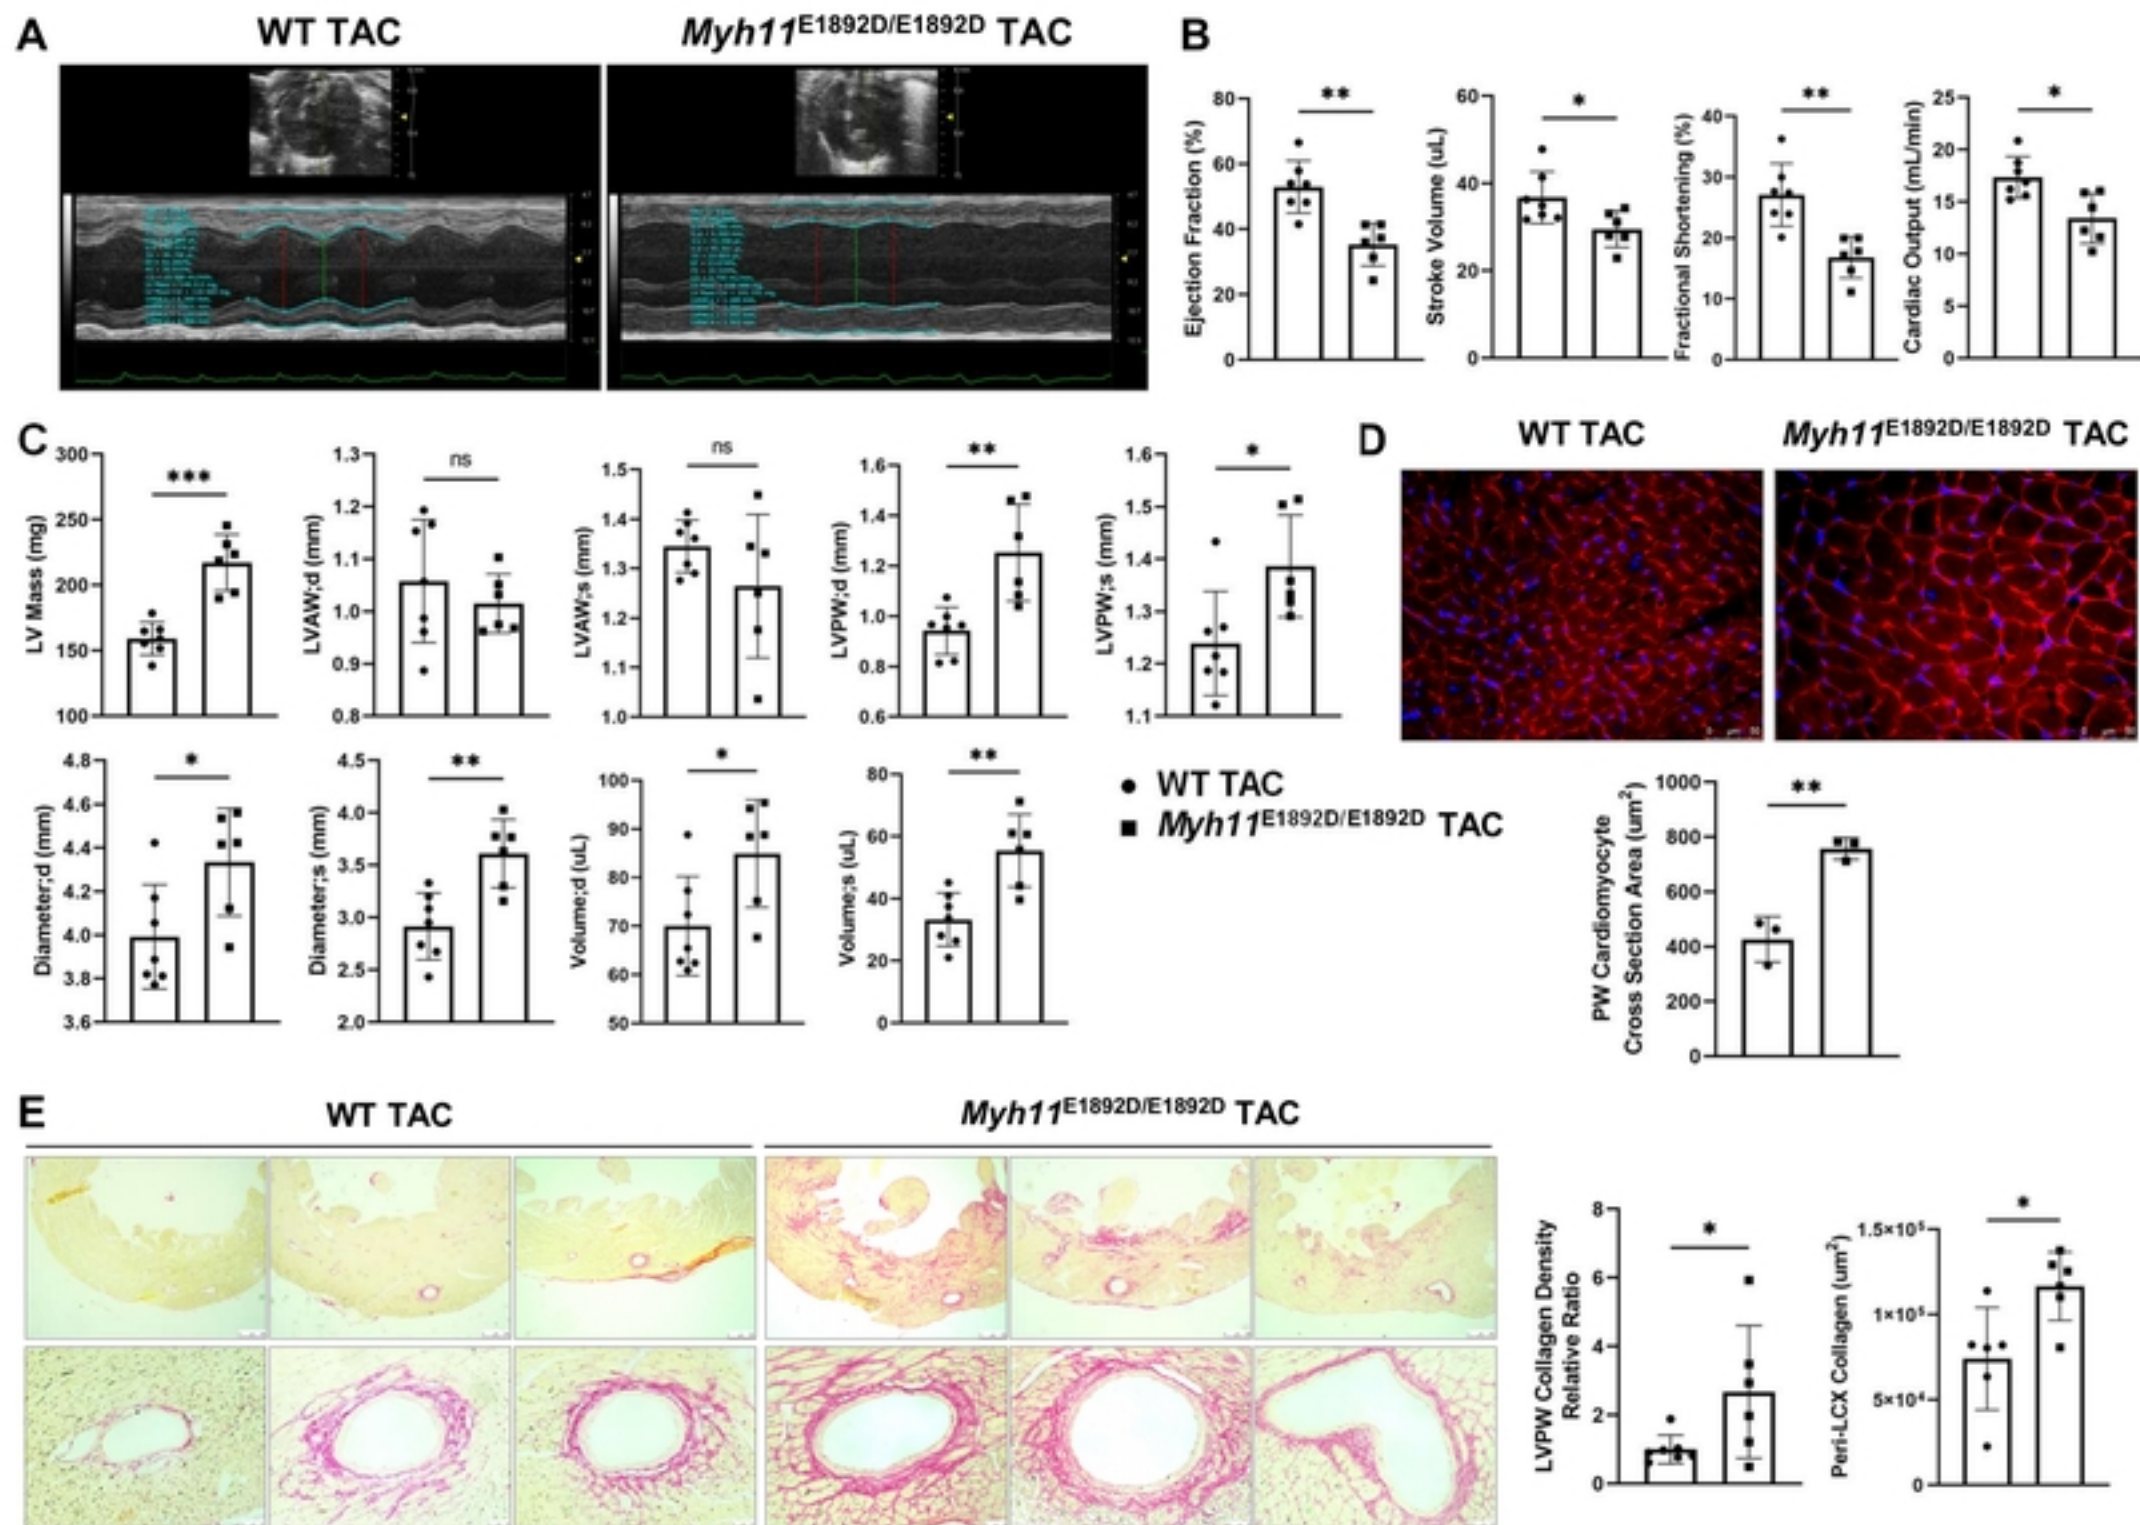 A
WT TAC
Myh11E1892D/E1892D TAC
B
Ejection Fraction (%)
80
60
40
20
0
**
Stroke Volume (uL)
60
40
20
0
*
Fractional Shortening (%)
40
30
20
10
0
**
Cardiac Output (mL/min)
25
20
15
10
5
0
*
C
LV Mass (mg)
300
250
200
150
100
***
LVAW;d (mm)
1.3
1.2
1.1
1.0
0.9
0.8
ns
LVAW;s (mm)
1.5
1.4
1.3
1.2
1.1
1.0
ns
LVPW;d (mm)
1.6
1.4
1.2
1.0
0.8
0.6
**
LVPW;s (mm)
1.6
1.5
1.4
1.3
1.2
1.1
*
Diameter;d (mm)
4.8
4.6
4.4
4.2
4.0
3.8
3.6
*
Diameter;s (mm)
4.5
4.0
3.5
3.0
2.5
2.0
**
Volume;d (uL)
100
90
80
70
60
50
*
Volume;s (uL)
80
60
40
20
0
**
WT TAC
Myh11E1892D/E1892D TAC
D
WT TAC
Myh11E1892D/E1892D TAC
0 µm 50
0 µm 50
PW Cardiomyocyte
Cross Section Area (um2)
1000
800
600
400
200
0
**
E
WT TAC
Myh11E1892D/E1892D TAC
LVPW Collagen Density
Relative Ratio
8
6
4
2
0
*
Peri-LCX Collagen (um2)
1.5×105
1×105
5×104
0
*